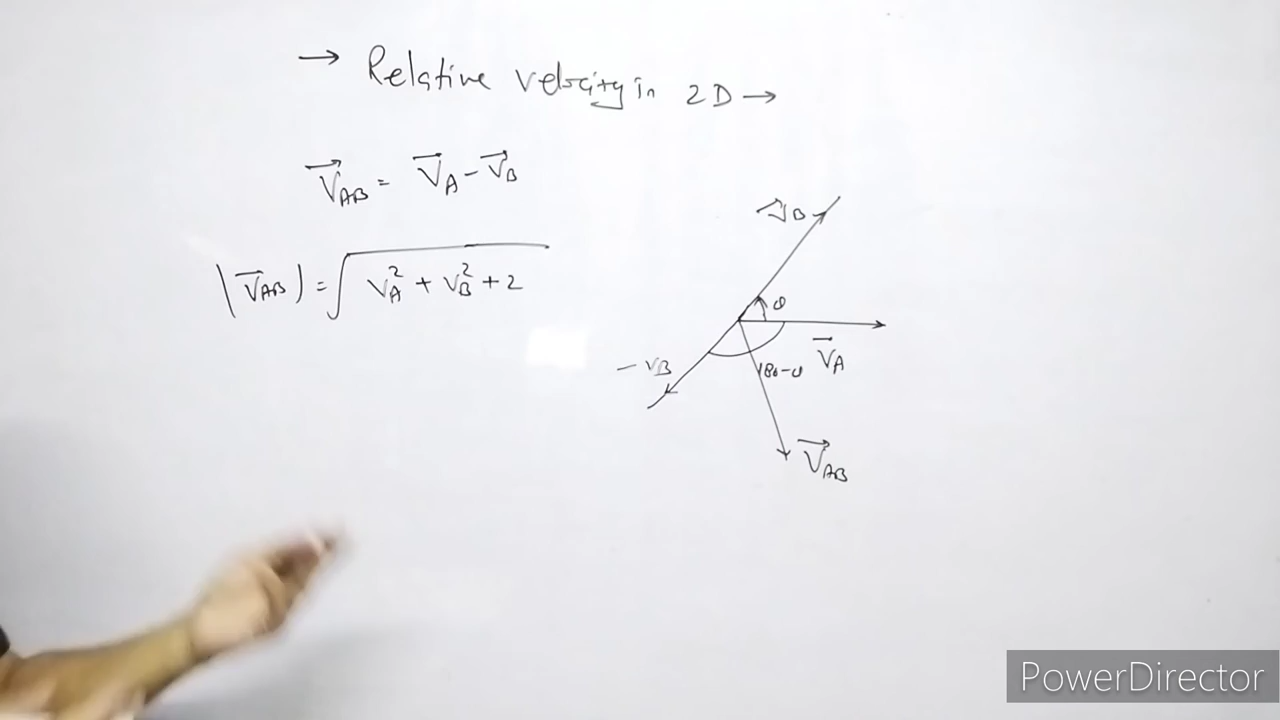 → Relative velocity in 2D →
V⃗AB = V⃗A - V⃗B
|V⃗AB| = √(VA² + VB² + 2
V⃗B
θ
V⃗A
180-θ
-VB
V⃗AB
PowerDirector